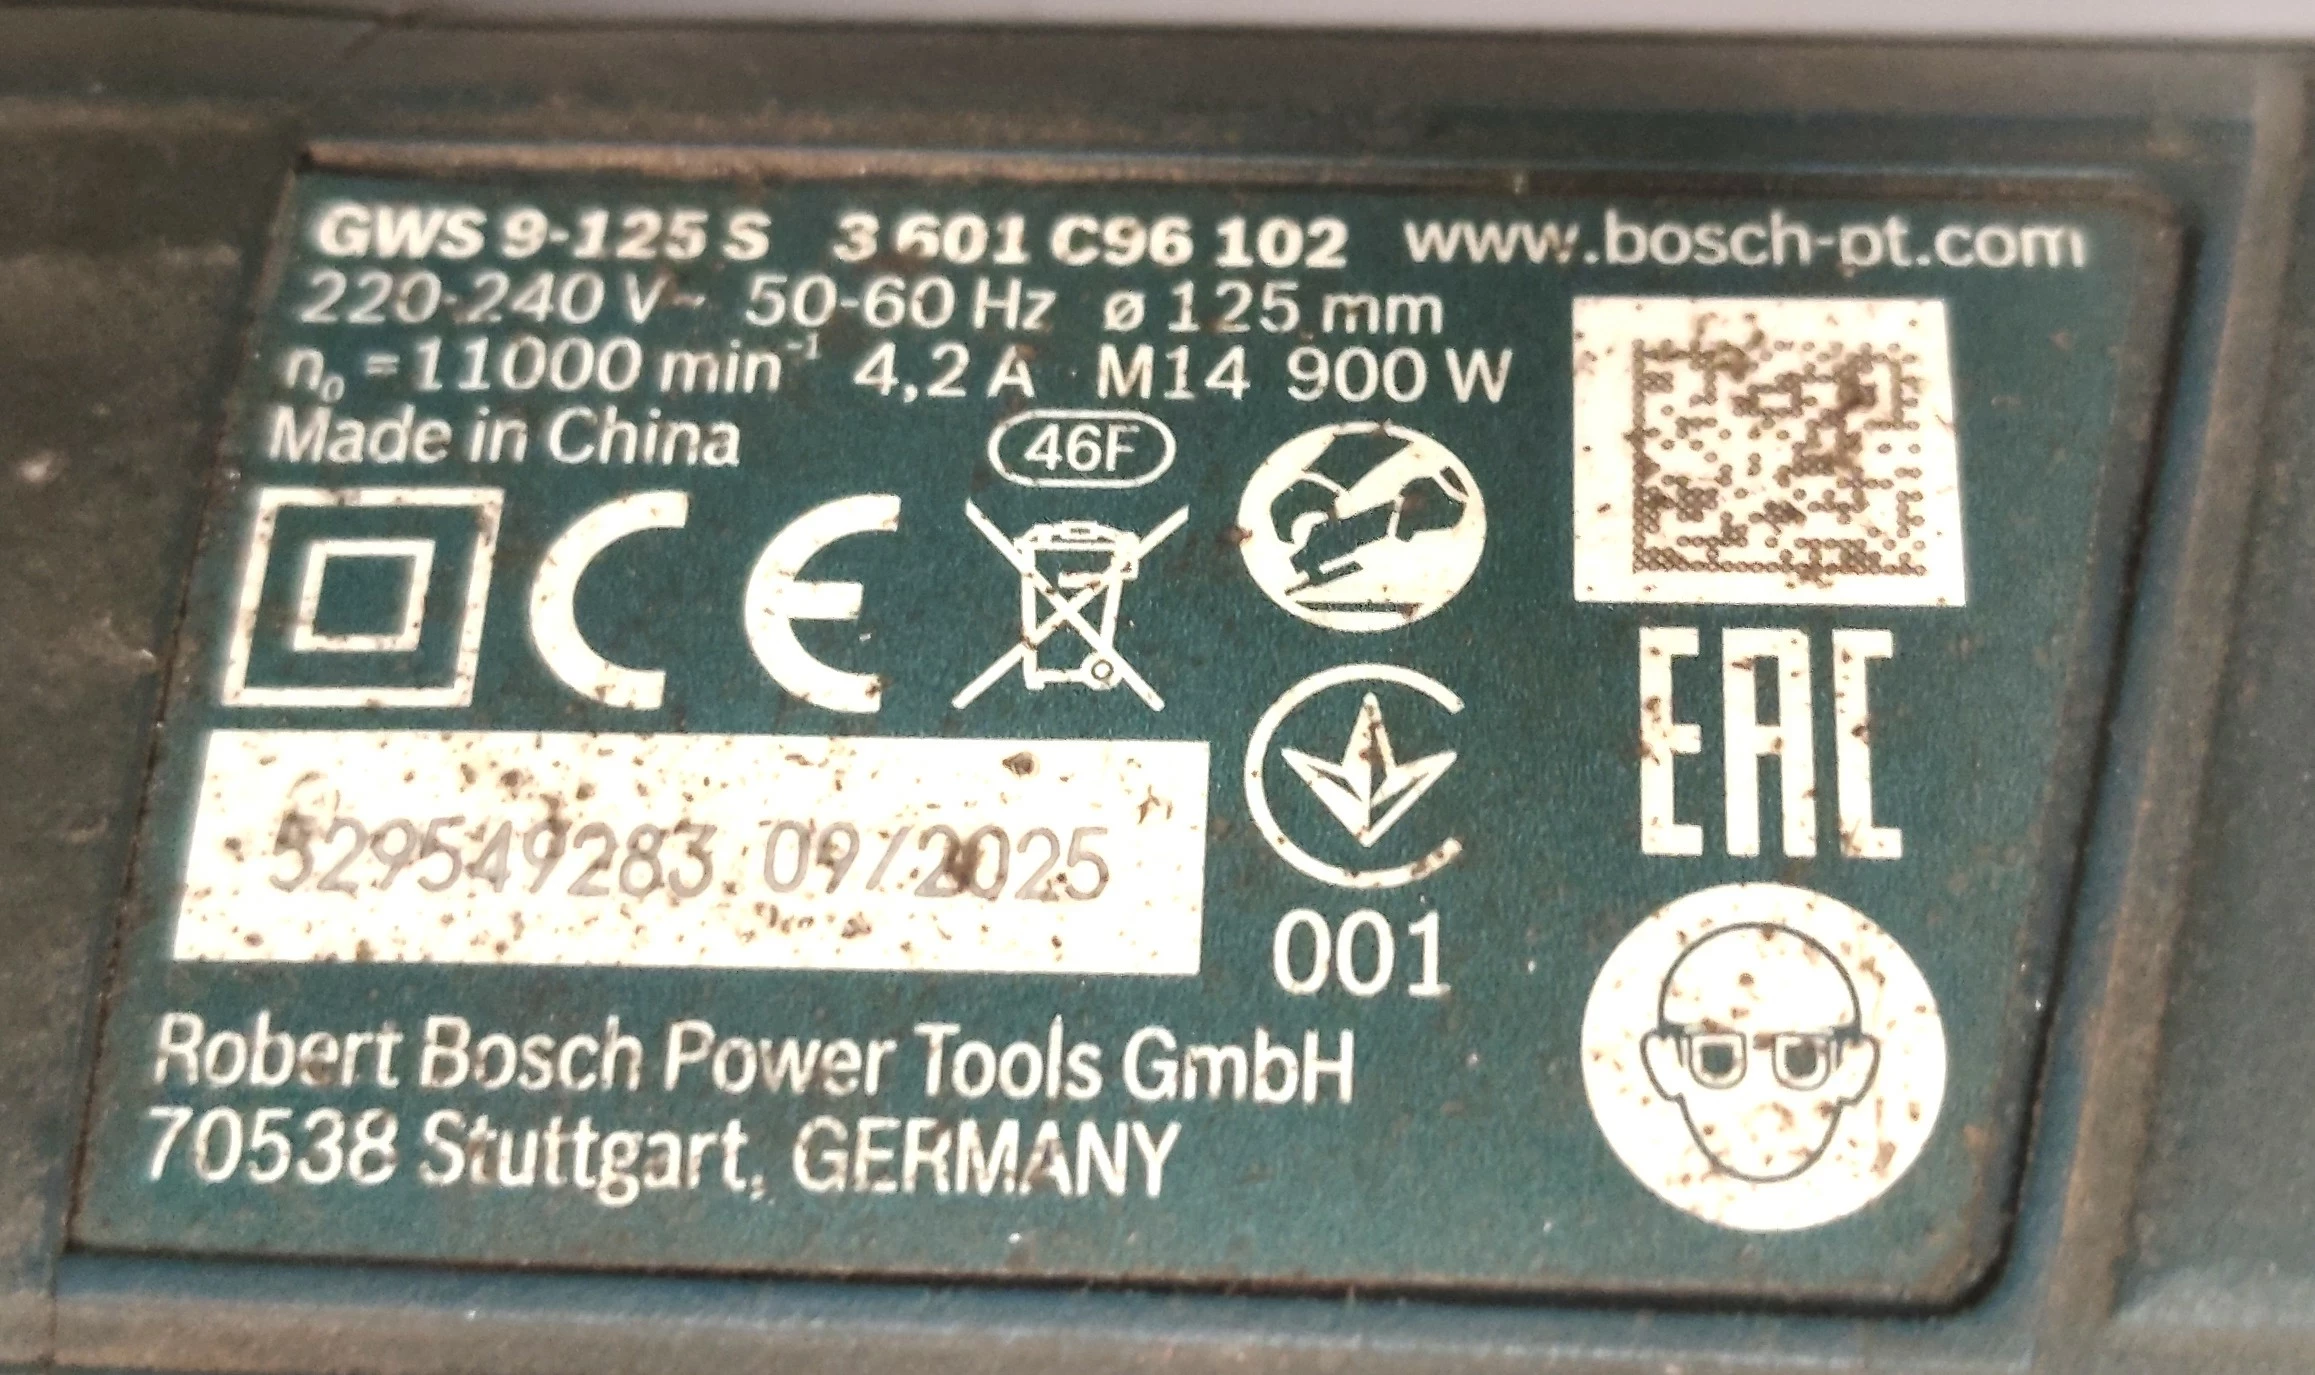 GWS 9-125 S 3 601 C96 102 www.bosch-pt.com
220-240 V~ 50-60 Hz ø 125 mm
n₀ = 11000 min⁻¹ 4,2 A M14 900 W
Made in China 46F
CE
EAC
529549283 09/2025
001
Robert Bosch Power Tools GmbH
70538 Stuttgart, GERMANY